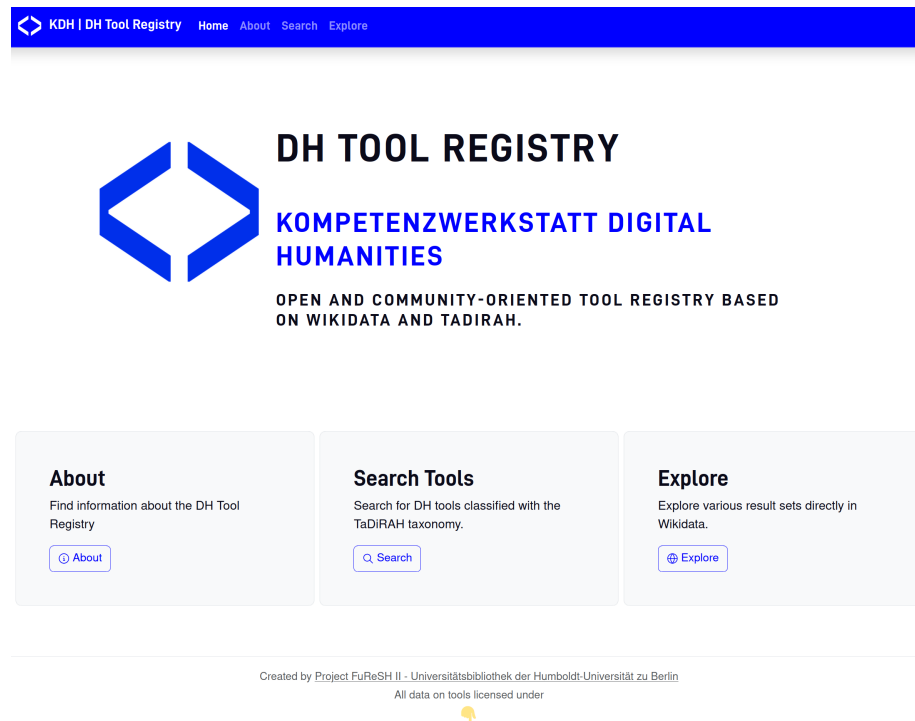 KDH | DH Tool Registry Home About Search Explore
DH TOOL REGISTRY
KOMPETENZWERKSTATT DIGITAL
HUMANITIES
OPEN AND COMMUNITY-ORIENTED TOOL REGISTRY BASED
ON WIKIDATA AND TADIRAH.
About
Find information about the DH Tool
Registry
About
Search Tools
Search for DH tools classified with the
TaDiRAH taxonomy.
Search
Explore
Explore various result sets directly in
Wikidata.
Explore
Created by Project FuReSH II - Universitätsbibliothek der Humboldt-Universität zu Berlin
All data on tools licensed under